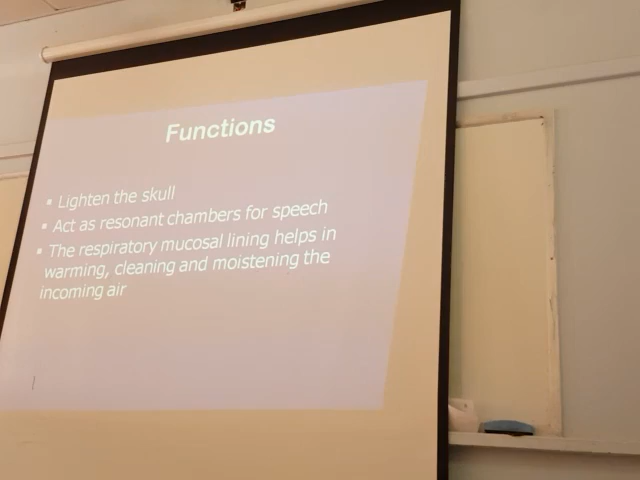 Functions
▪ Lighten the skull
▪ Act as resonant chambers for speech
▪ The respiratory mucosal lining helps in
warming, cleaning and moistening the
incoming air